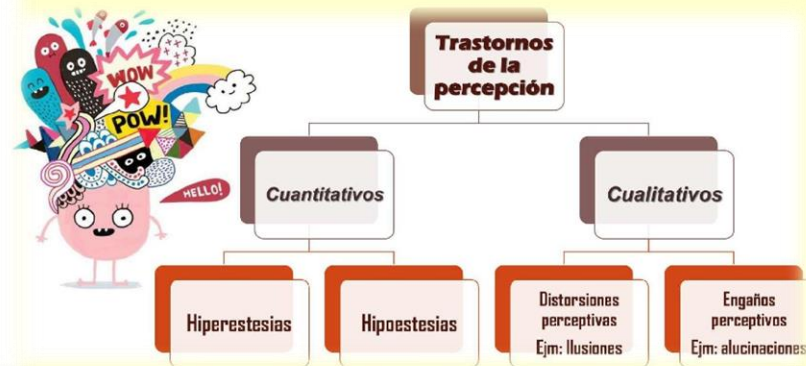 WOW
POW!
HELLO!
Trastornos
de la
percepción
Cuantitativos
Cualitativos
Hiperestesias
Hipoestesias
Distorsiones
perceptivas
Ejm: Ilusiones
Engaños
perceptivos
Ejm: alucinaciones